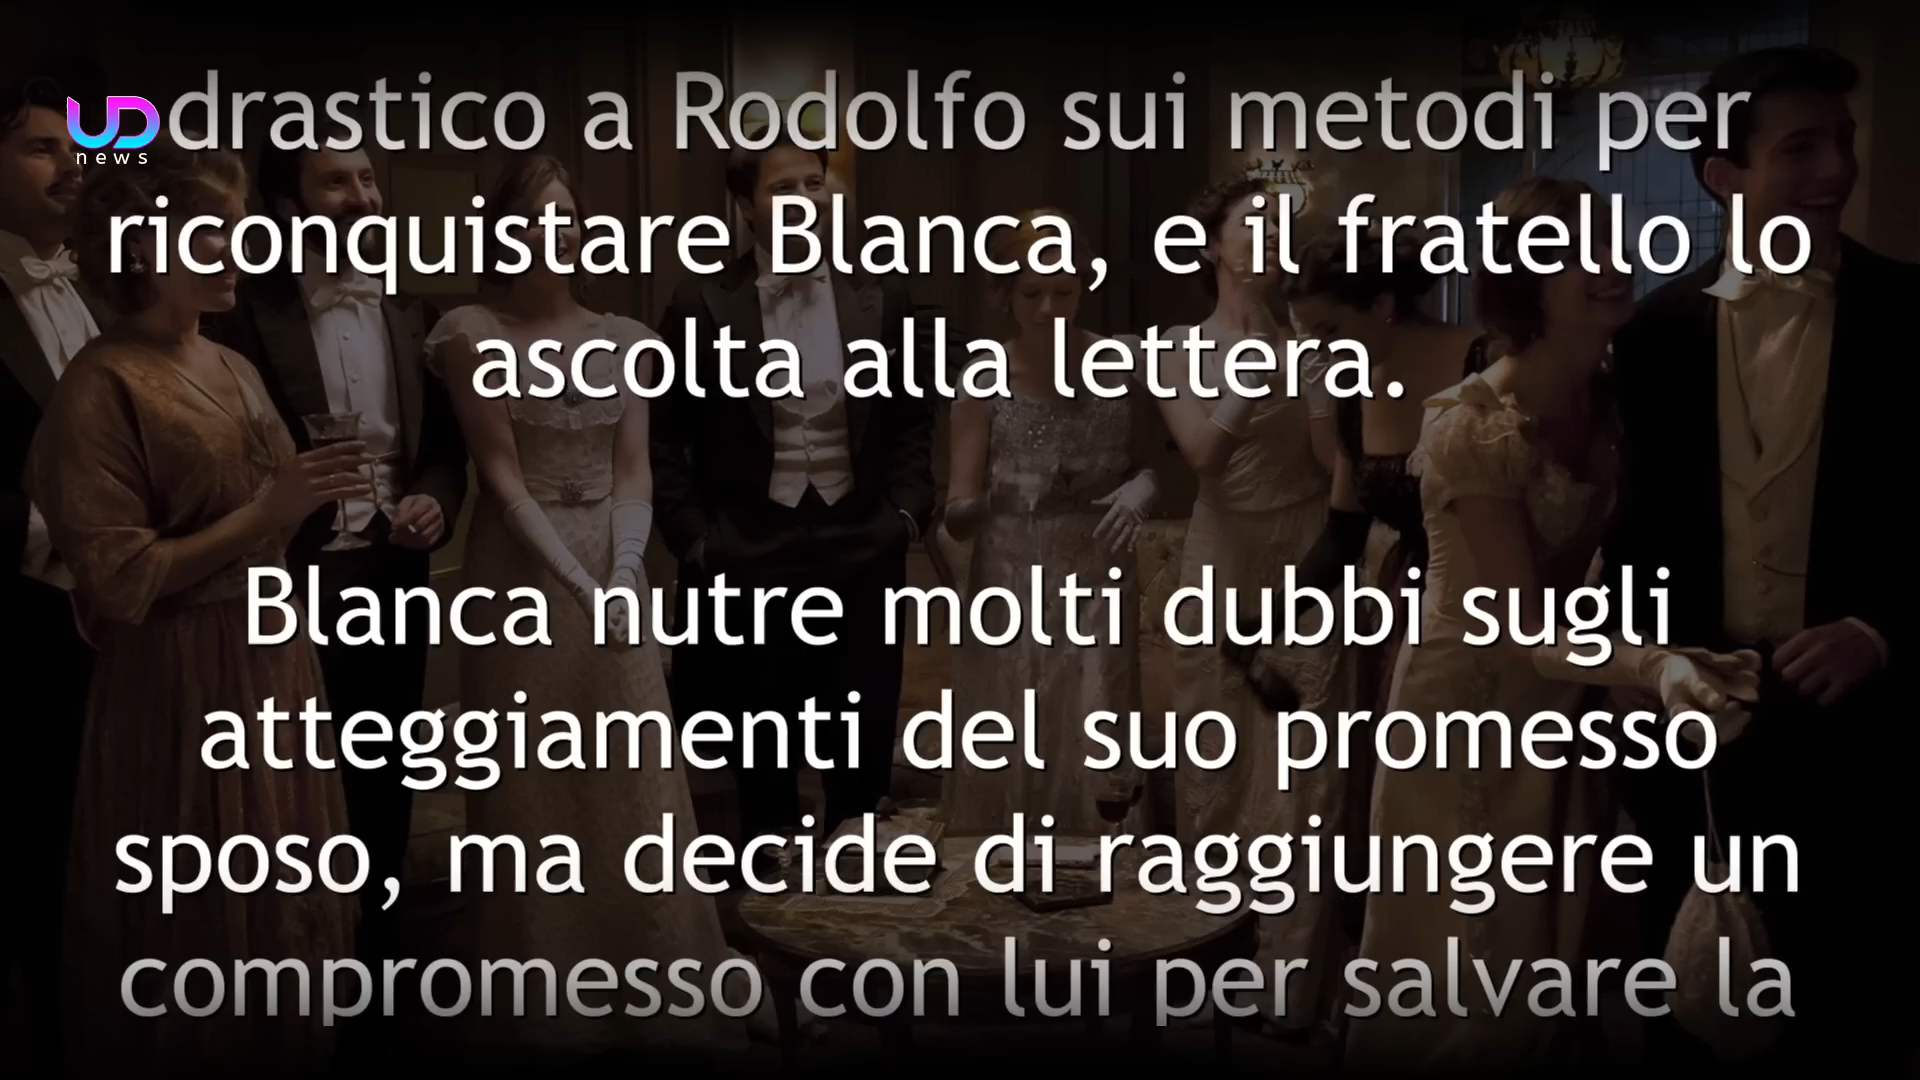 UD
news
drastico a Rodolfo sui metodi per
riconquistare Blanca, e il fratello lo
ascolta alla lettera.
Blanca nutre molti dubbi sugli
atteggiamenti del suo promesso
sposo, ma decide di raggiungere un
compromesso con lui per salvare la